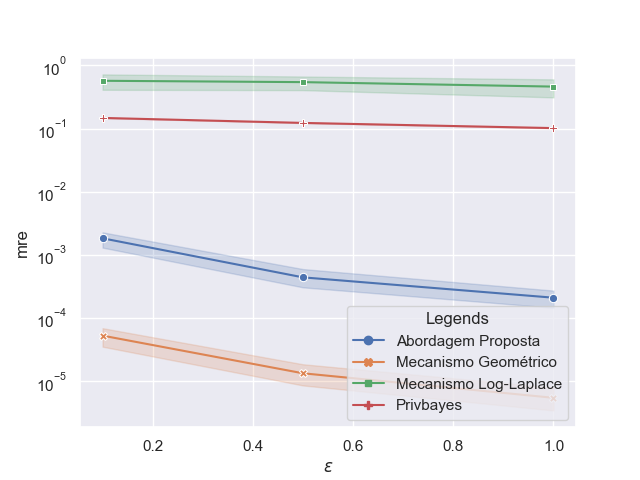 10⁰
10⁻¹
10⁻²
10⁻³
10⁻⁴
10⁻⁵
mre
Legends
Abordagem Proposta
Mecanismo Geométrico
Mecanismo Log-Laplace
Privbayes
0.2 0.4 0.6 0.8 1.0
ε